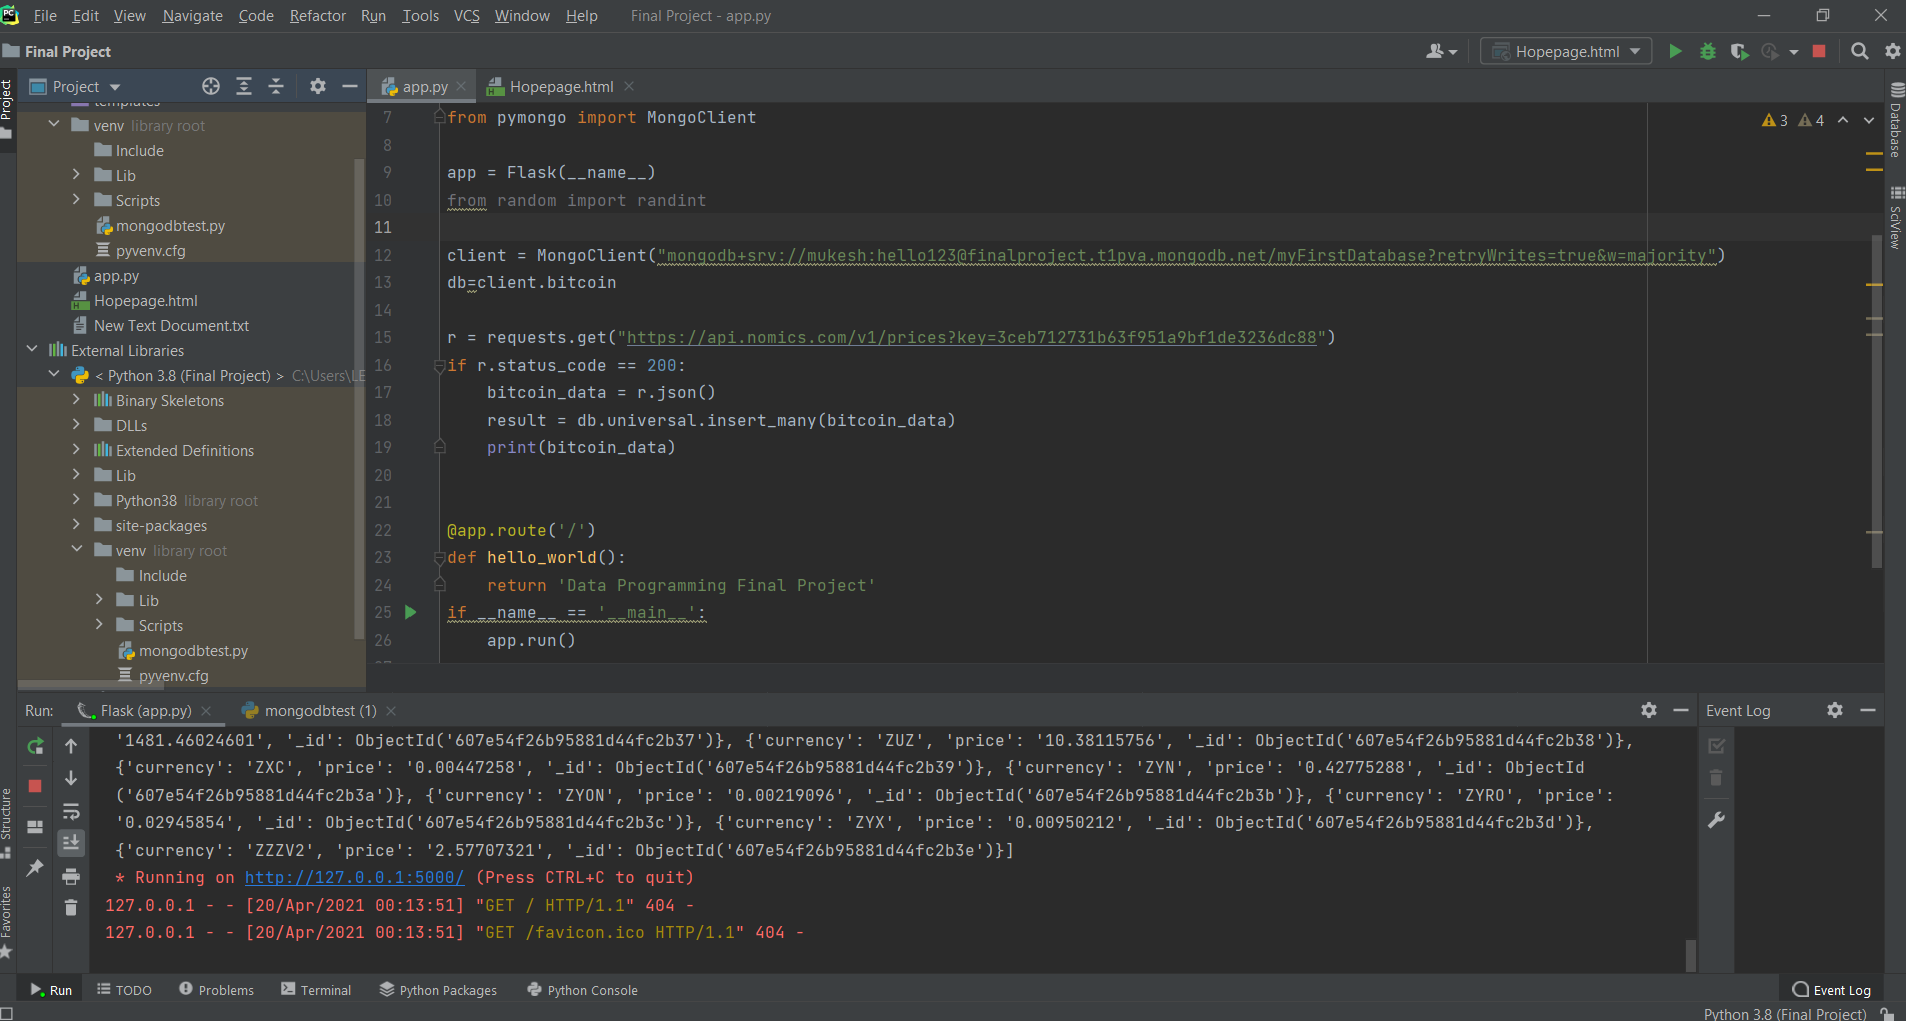 PC File Edit View Navigate Code Refactor Run Tools VCS Window Help Final Project - app.py
Final Project Hopepage.html
Project app.py Hopepage.html
Project
templates
venv library root
Include
Lib
Scripts
mongodbtest.py
pyvenv.cfg
app.py
Hopepage.html
New Text Document.txt
External Libraries
< Python 3.8 (Final Project) > C:\Users\LE
Binary Skeletons
DLLs
Extended Definitions
Lib
Python38 library root
site-packages
venv library root
Include
Lib
Scripts
mongodbtest.py
pyvenv.cfg
3 4
7 from pymongo import MongoClient
8
9 app = Flask(__name__)
10 from random import randint
11
12 client = MongoClient("mongodb+srv://mukesh:hello123@finalproject.t1pva.mongodb.net/myFirstDatabase?retryWrites=true&w=majority")
13 db=client.bitcoin
14
15 r = requests.get("https://api.nomics.com/v1/prices?key=3ceb712731b63f951a9bf1de3236dc88")
16 if r.status_code == 200:
17 bitcoin_data = r.json()
18 result = db.universal.insert_many(bitcoin_data)
19 print(bitcoin_data)
20
21
22 @app.route('/')
23 def hello_world():
24 return 'Data Programming Final Project'
25 if __name__ == '__main__':
26 app.run()
Database
SciView
Run: Flask (app.py) mongodbtest (1) Event Log
'1481.46024601', '_id': ObjectId('607e54f26b95881d44fc2b37')}, {'currency': 'ZUZ', 'price': '10.38115756', '_id': ObjectId('607e54f26b95881d44fc2b38')},
{'currency': 'ZXC', 'price': '0.00447258', '_id': ObjectId('607e54f26b95881d44fc2b39')}, {'currency': 'ZYN', 'price': '0.42775288', '_id': ObjectId
('607e54f26b95881d44fc2b3a')}, {'currency': 'ZYON', 'price': '0.00219096', '_id': ObjectId('607e54f26b95881d44fc2b3b')}, {'currency': 'ZYRO', 'price':
'0.02945854', '_id': ObjectId('607e54f26b95881d44fc2b3c')}, {'currency': 'ZYX', 'price': '0.00950212', '_id': ObjectId('607e54f26b95881d44fc2b3d')},
{'currency': 'ZZZV2', 'price': '2.57707321', '_id': ObjectId('607e54f26b95881d44fc2b3e')}]
* Running on http://127.0.0.1:5000/ (Press CTRL+C to quit)
127.0.0.1 - - [20/Apr/2021 00:13:51] "GET / HTTP/1.1" 404 -
127.0.0.1 - - [20/Apr/2021 00:13:51] "GET /favicon.ico HTTP/1.1" 404 -
Structure
Favorites
Run TODO Problems Terminal Python Packages Python Console Event Log
Python 3.8 (Final Project)